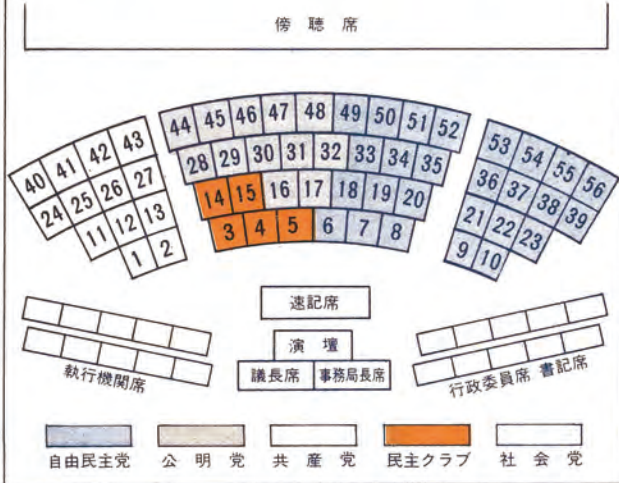 傍聴席
44 45 46 47 48 49 50 51 52
28 29 30 31 32 33 34 35
14 15 16 17 18 19 20
3 4 5 6 7 8
40 41 42 43
24 25 26 27
11 12 13
1 2
53 54 55 56
36 37 38 39
21 22 23
9 10
速記席
演壇
議長席 事務局長席
執行機関席
行政委員席 書記席
自由民主党 公明党 共産党 民主クラブ 社会党